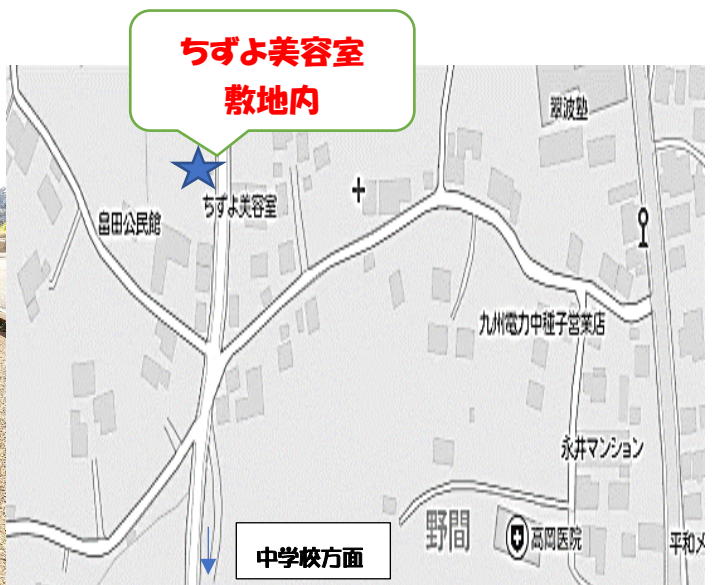 ちずよ美容室
敷地内
翠波塾
ちずよ美容室
畠田公民館
九州電力中種子営業店
永井マンション
野間
高岡医院
平和メ
中学校方面